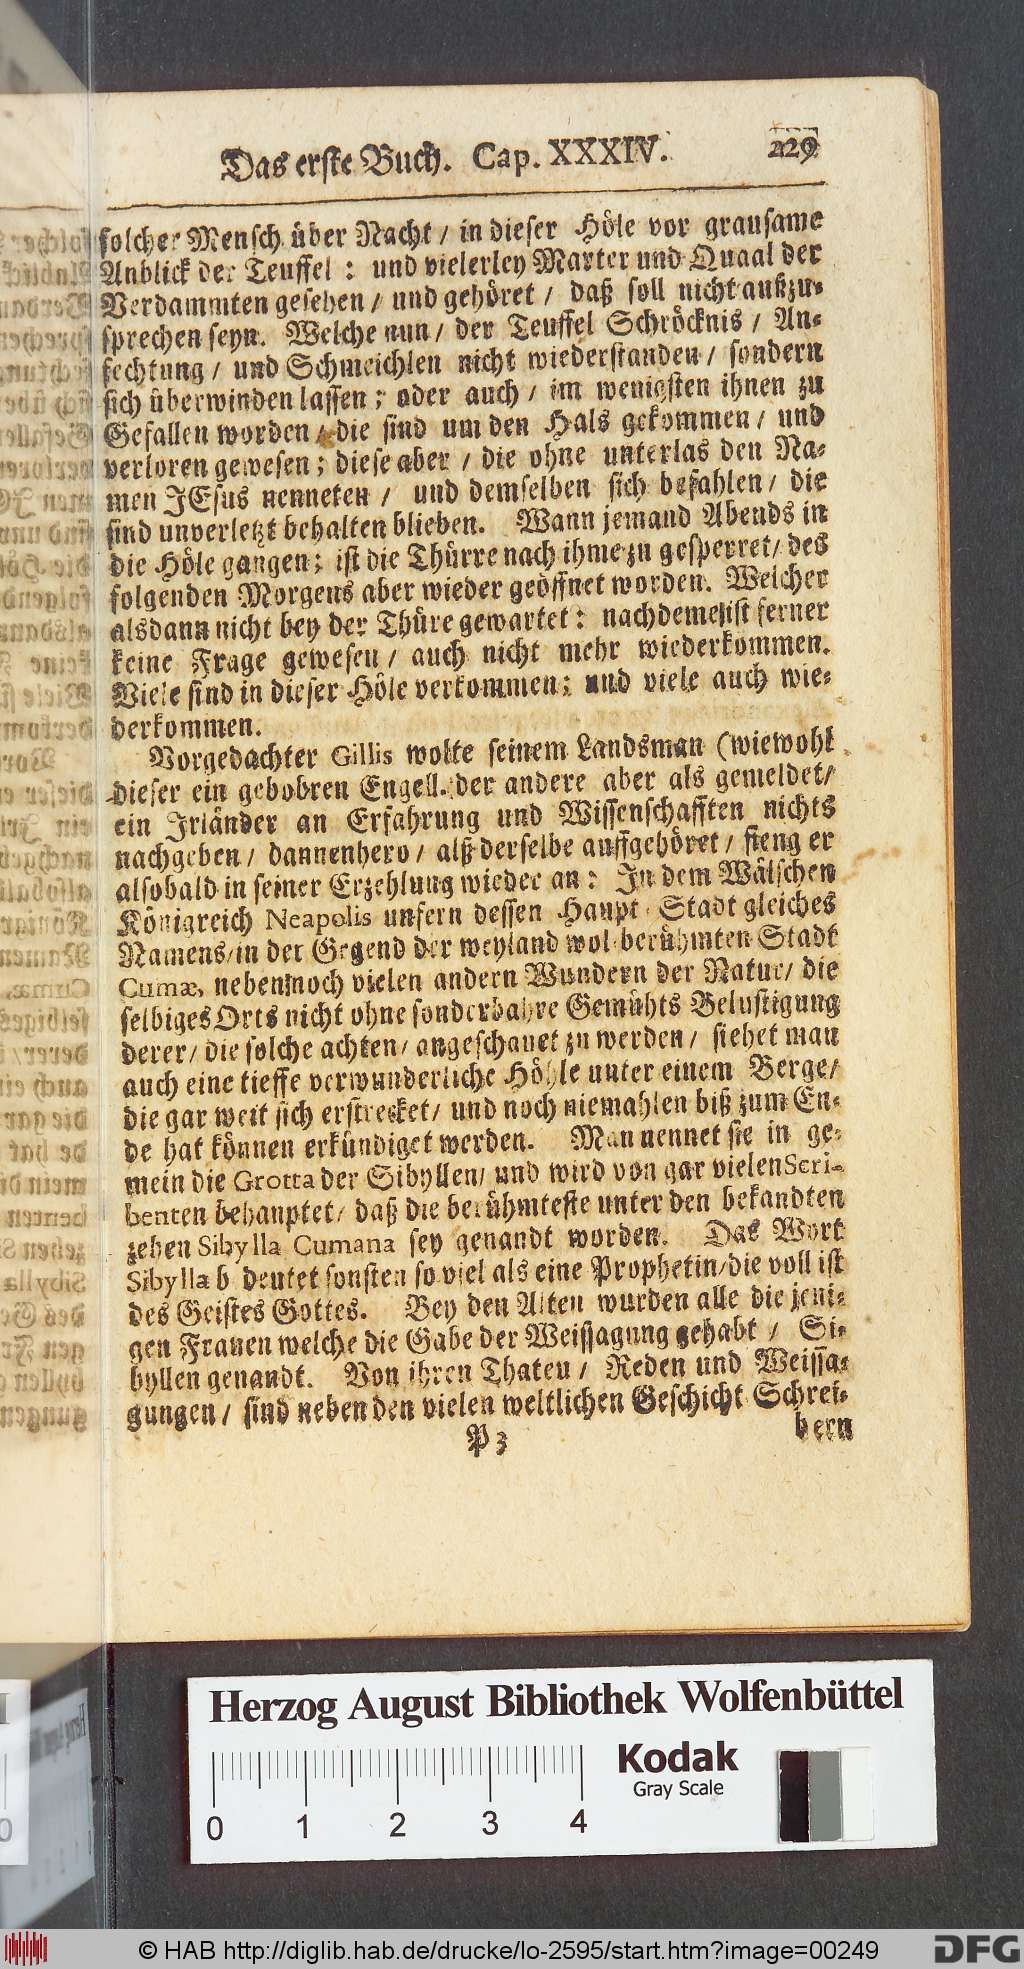 Das erste Buch. Cap. XXXIV. 229
solcher Mensch über Nacht / in dieser Höle vor grausame
Anblick der Teuffel : und vielerley Marter und Quaal der
Verdammten gesehen / und gehöret / daß soll nicht außzu-
sprechen seyn. Welche nun / der Teuffel Schröcknis / An-
fechtung / und Schmeichlen nicht wiederstanden / sondern
sich überwinden lassen ; oder auch / im wenigsten ihnen zu
Gefallen worden / die sind um den Hals gekommen / und
verloren gewesen ; diese aber / die ohne unterlas den Na-
men JEsus nenneten / und demselben sich befahlen / die
sind unverletzt behalten blieben. Wann jemand Abends in
die Höle gangen ; ist die Thürre nach ihme zu gesperret / des
folgenden Morgens aber wieder geöffnet worden. Welcher
alsdann nicht bey der Thüre gewartet : nachdeme ist ferner
keine Frage gewesen / auch nicht mehr wiederkommen.
Viele sind in dieser Höle verkommen ; und viele auch wie-
derkommen.
Vorgedachter Gillis wolte seinem Landsman (wiewohl
dieser ein gebobren Engell. der andere aber als gemeldet /
ein Irländer an Erfahrung und Wissenschafften nichts
nachgeben / dannenhero / alß derselbe auffgehöret / fieng er
alsobald in seiner Erzehlung wieder an : In dem Wälschen
Königreich Neapolis unfern dessen Haupt-Stadt gleiches
Namens / in der Gegend der weyland wol-berühmten Stadt
Cumæ, neben noch vielen andern Wundern der Natur / die
selbiges Orts nicht ohne sonderbahre Gemühts Belustigung
derer / die solche achten / angeschauet zu werden / siehet man
auch eine tieffe verwunderliche Höhle unter einem Berge /
die gar weit sich erstrecket / und noch niemahlen biß zum En-
de hat können erkündiget werden. Man nennet sie in ge-
mein die Grotta der Sibyllen / und wird von gar vielen Scri-
benten behauptet / daß die berühmteste unter den bekandten
zehen Sibylla Cumana sey genandt worden. Das Wort
Sibylla b deutet sonsten so viel als eine Prophetin / die voll ist
des Geistes Gottes. Bey den Alten wurden alle die jeni-
gen Frauen welche die Gabe der Weissagung gehabt / Si-
byllen genandt. Von ihren Thaten / Reden und Weissa-
gungen / sind neben den vielen weltlichen Geschicht-Schrei-
P 3 bern
Herzog August Bibliothek Wolfenbüttel
Kodak
Gray Scale
0 1 2 3 4
© HAB http://diglib.hab.de/drucke/lo-2595/start.htm?image=00249
DFG